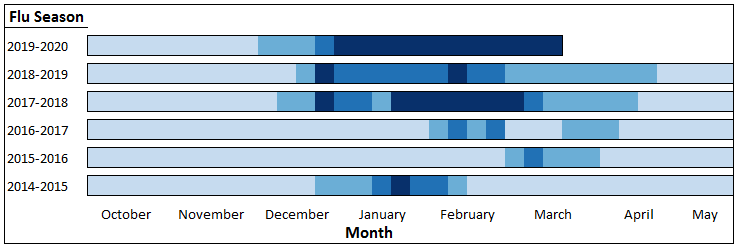 Flu Season
2019-2020
2018-2019
2017-2018
2016-2017
2015-2016
2014-2015
October November December January February March April May
Month